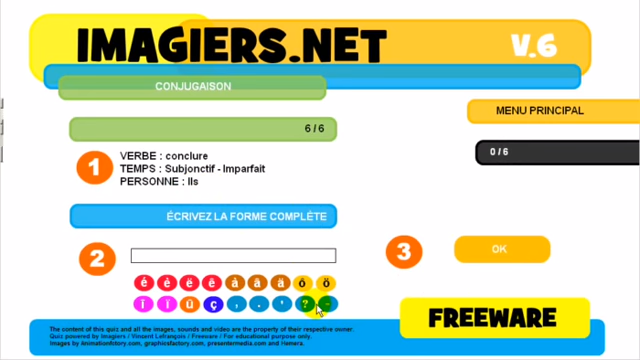 IMAGIERS.NET
V.6
CONJUGAISON
MENU PRINCIPAL
6 / 6
0 / 6
1
VERBE : conclure
TEMPS : Subjonctif - Imparfait
PERSONNE : Ils
ÉCRIVEZ LA FORME COMPLÈTE
2
3
OK
FREEWARE
The content of this quiz and all the images, sounds and video are the property of their respective owner.
Quiz powered by Imagiers / Vincent Lefrançois / Freeware / For educational purpose only.
Images by Animationfactory.com, graphicsfactory.com, presentermedia.com and Hemera.